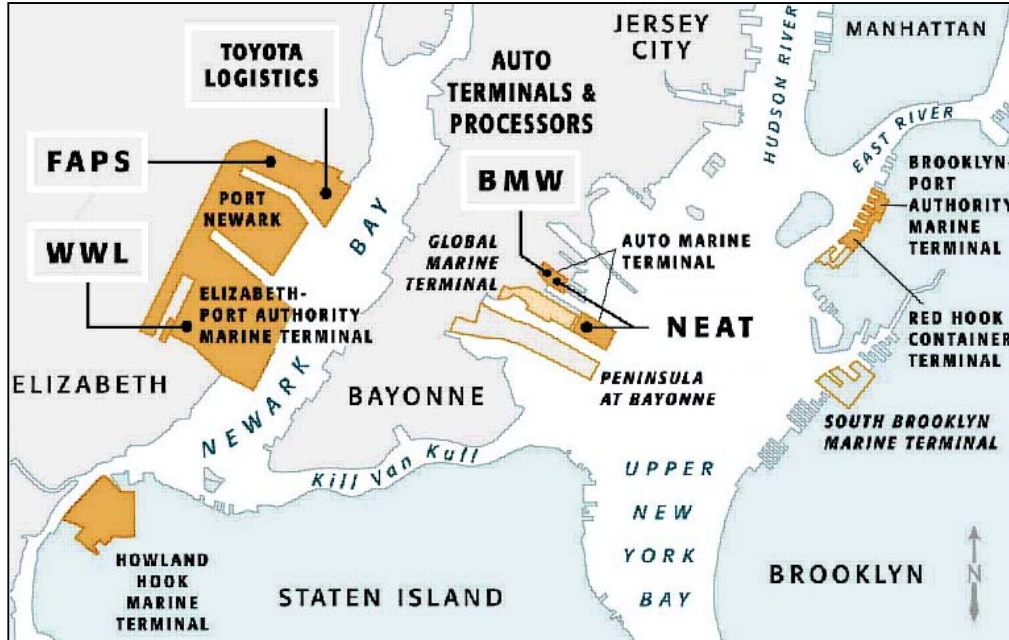 JERSEY
CITY
HUDSON RIVER
MANHATTAN
TOYOTA
LOGISTICS
AUTO
TERMINALS &
PROCESSORS
EAST RIVER
FAPS
BMW
BROOKLYN-
PORT
AUTHORITY
MARINE
TERMINAL
PORT
NEWARK
WWL
GLOBAL
MARINE
TERMINAL
AUTO MARINE
TERMINAL
ELIZABETH-
PORT AUTHORITY
MARINE TERMINAL
NEAT
RED HOOK
CONTAINER
TERMINAL
ELIZABETH
NEWARK BAY
BAYONNE
PENINSULA
AT BAYONNE
SOUTH BROOKLYN
MARINE TERMINAL
Kill Van Kull
UPPER
NEW
YORK
BAY
HOWLAND
HOOK
MARINE
TERMINAL
STATEN ISLAND
BROOKLYN
N